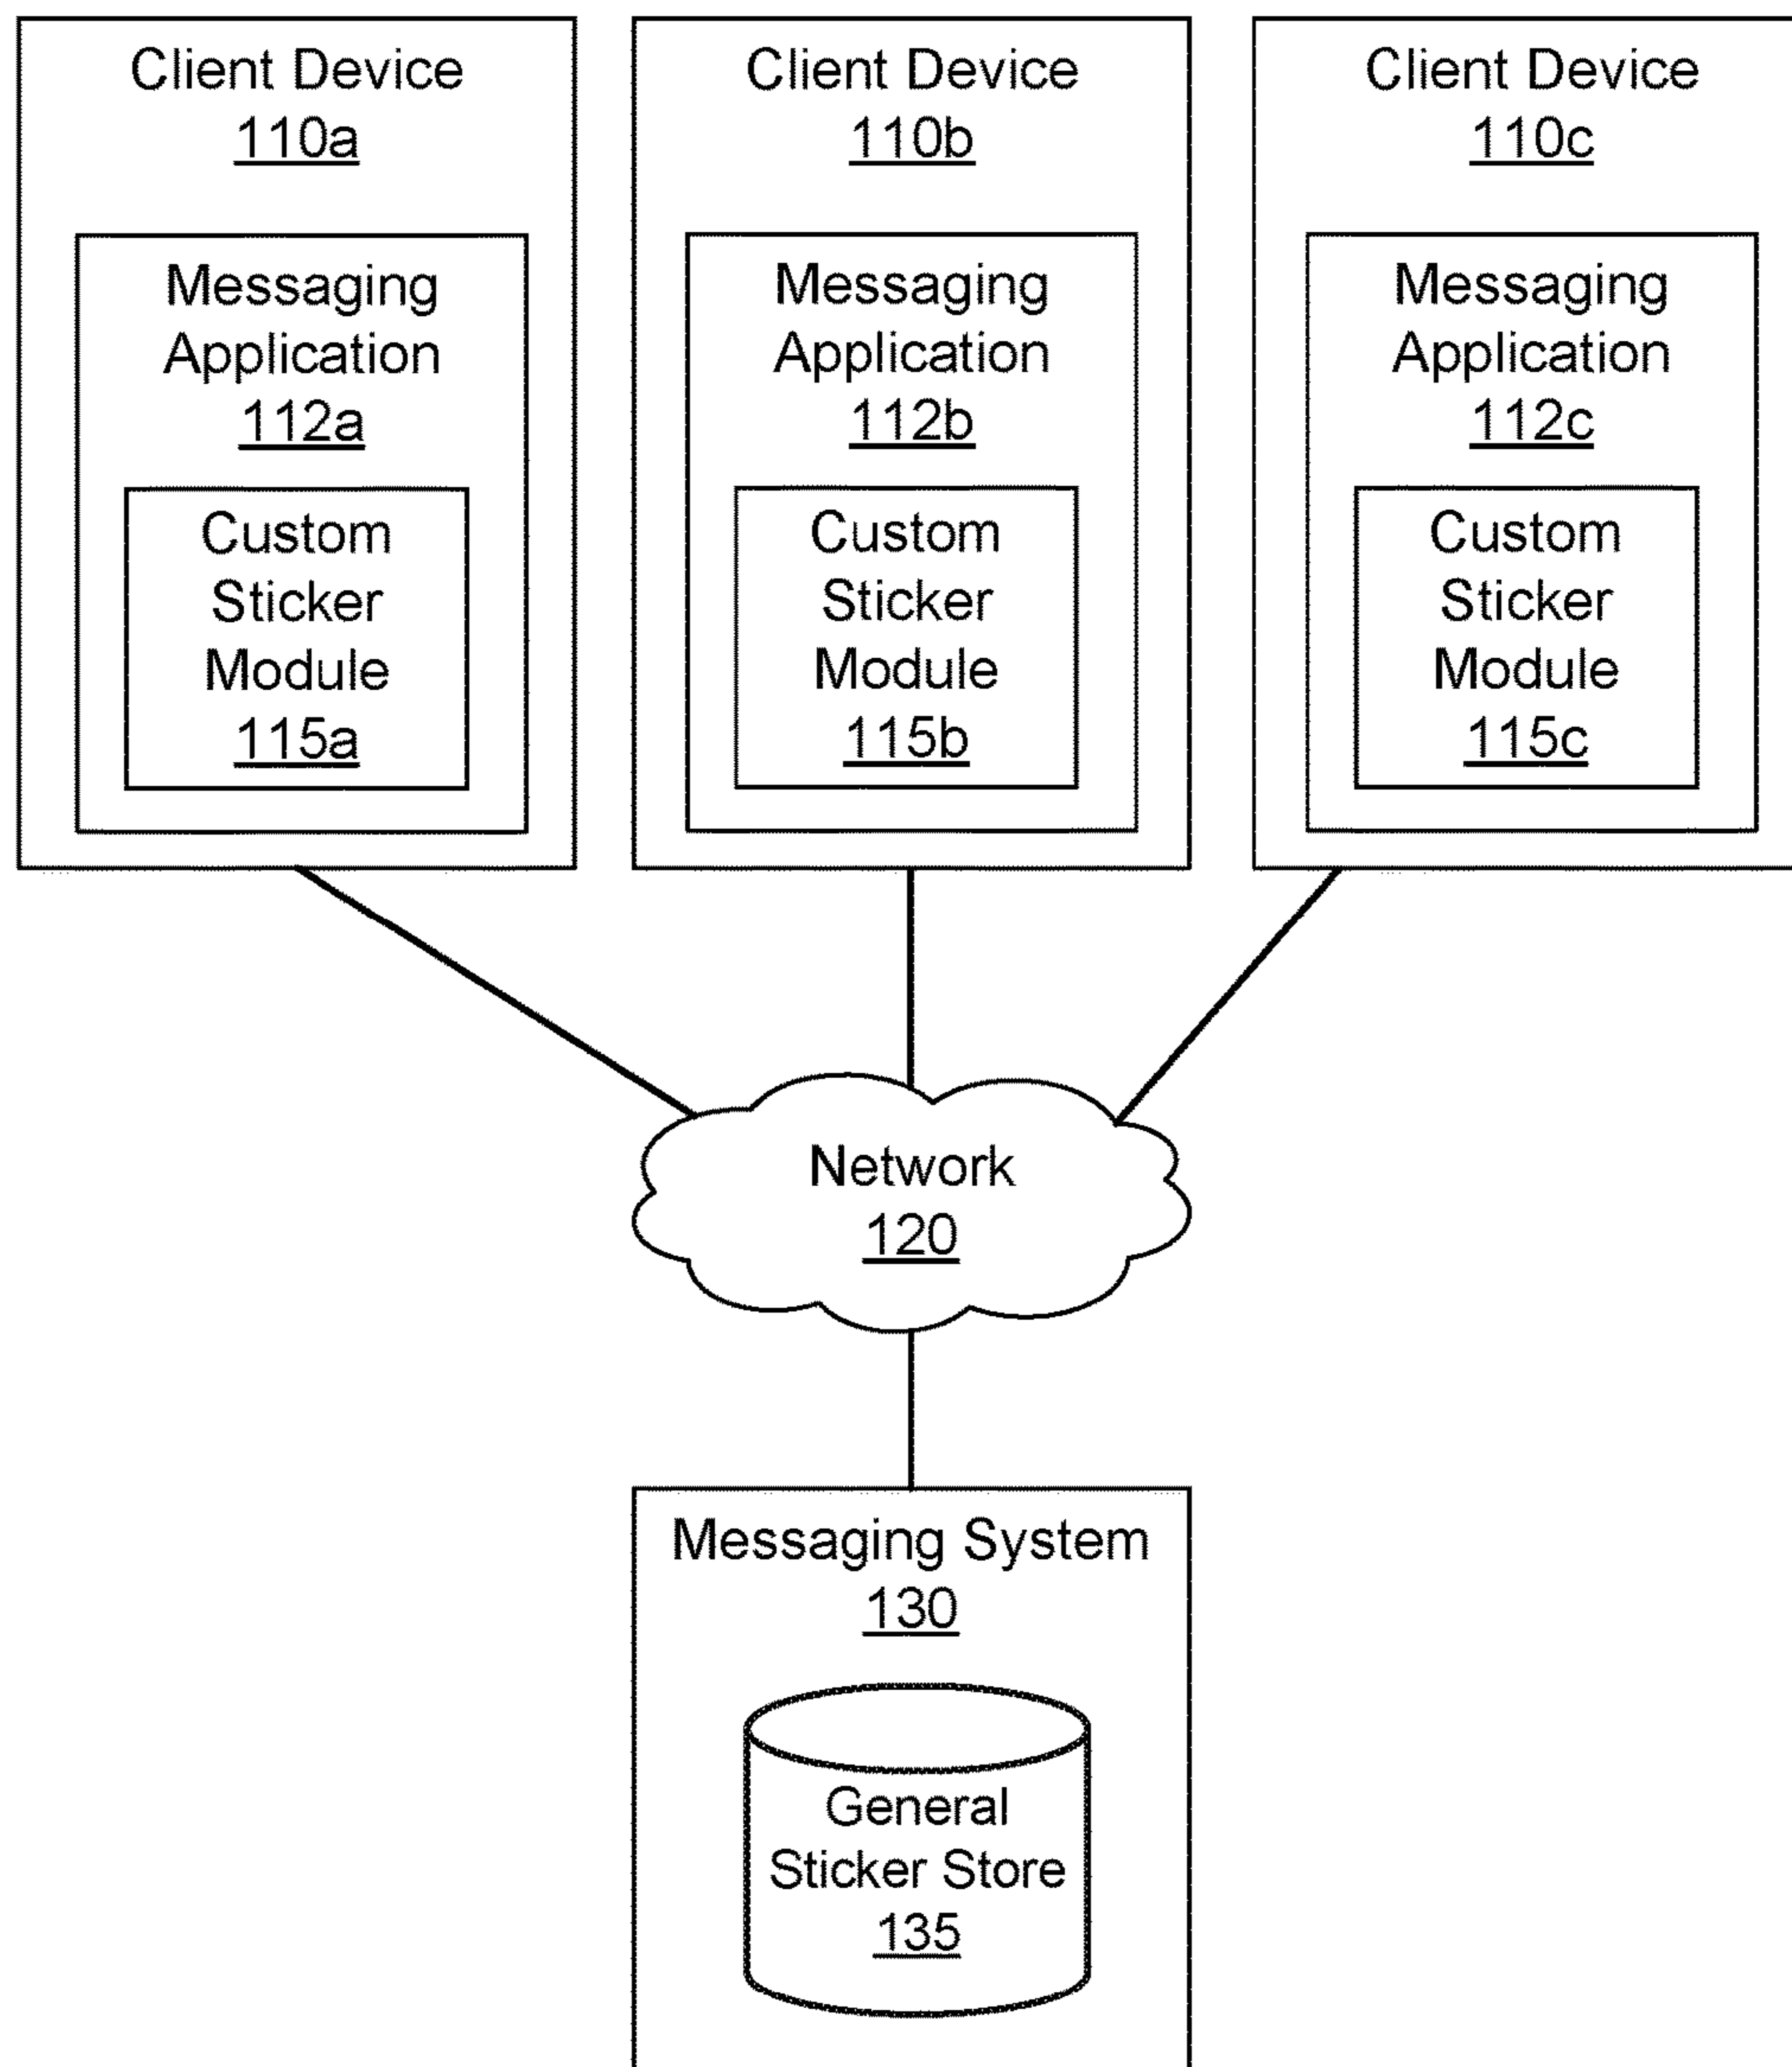 Client Device
110a
Messaging
Application
112a
Custom
Sticker
Module
115a
Client Device
110b
Messaging
Application
112b
Custom
Sticker
Module
115b
Client Device
110c
Messaging
Application
112c
Custom
Sticker
Module
115c
Network
120
Messaging System
130
General
Sticker Store
135